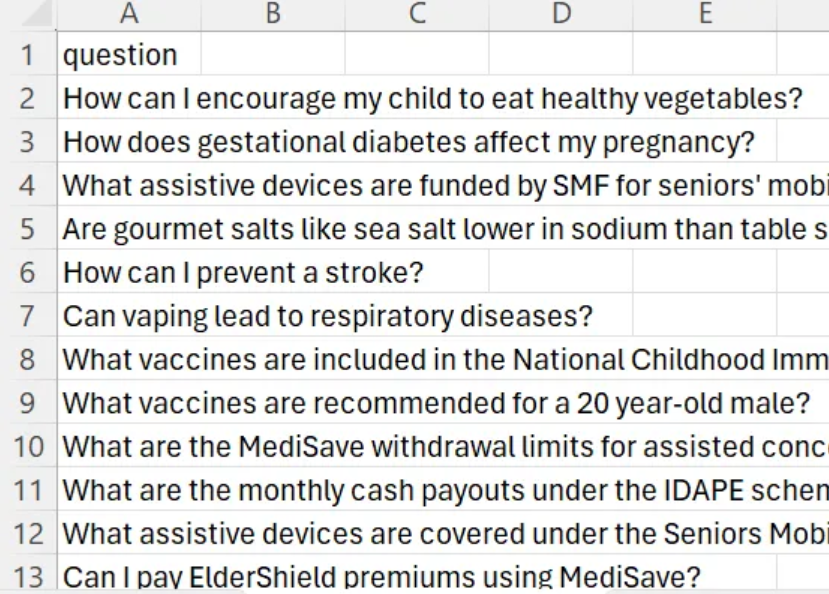 A B C D E
1 question
2 How can I encourage my child to eat healthy vegetables?
3 How does gestational diabetes affect my pregnancy?
4 What assistive devices are funded by SMF for seniors' mobi
5 Are gourmet salts like sea salt lower in sodium than table s
6 How can I prevent a stroke?
7 Can vaping lead to respiratory diseases?
8 What vaccines are included in the National Childhood Imm
9 What vaccines are recommended for a 20 year-old male?
10 What are the MediSave withdrawal limits for assisted conc
11 What are the monthly cash payouts under the IDAPE schem
12 What assistive devices are covered under the Seniors Mobi
13 Can I pay ElderShield premiums using MediSave?